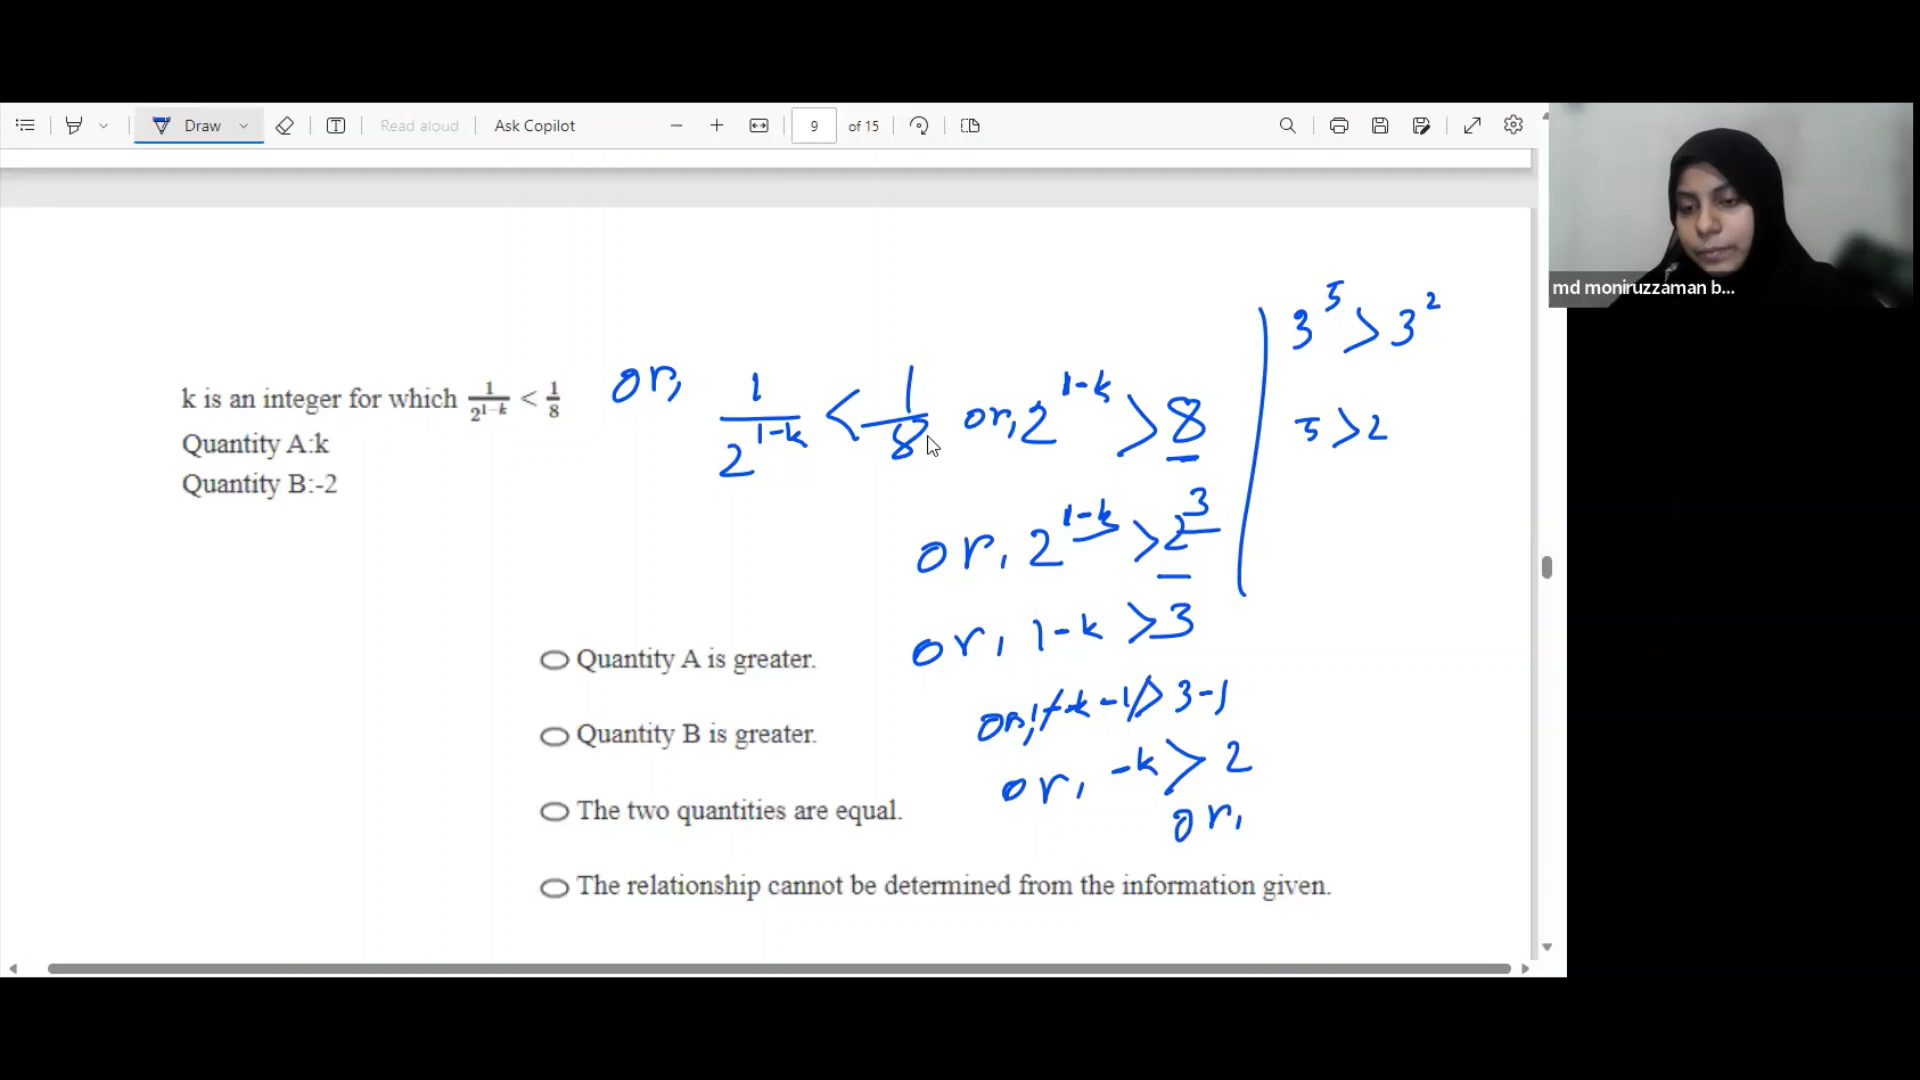 Draw
Read aloud
Ask Copilot
9 of 15
md moniruzzaman b...
k is an integer for which 1/2^(1-k) < 1/8
Quantity A:k
Quantity B:-2
or, 1/2^(1-k) < 1/8 or, 2^(1-k) > 8
or, 2^(1-k) > 2^3
or, 1-k > 3
or, 1-k-1 > 3-1
or, -k > 2
or,
3^5 > 3^2
5 > 2
Quantity A is greater.
Quantity B is greater.
The two quantities are equal.
The relationship cannot be determined from the information given.